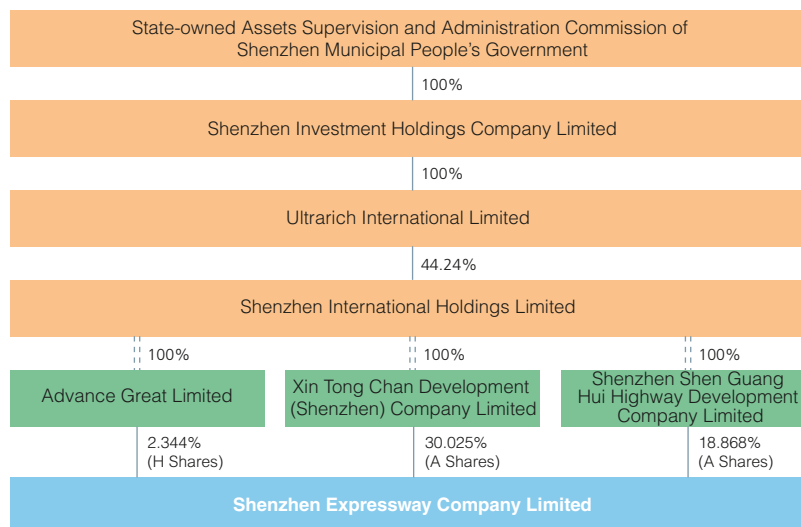 State-owned Assets Supervision and Administration Commission of
Shenzhen Municipal People's Government
100%
Shenzhen Investment Holdings Company Limited
100%
Ultrarich International Limited
44.24%
Shenzhen International Holdings Limited
100%
100%
100%
Advance Great Limited
Xin Tong Chan Development
(Shenzhen) Company Limited
Shenzhen Shen Guang
Hui Highway Development
Company Limited
2.344%
(H Shares)
30.025%
(A Shares)
18.868%
(A Shares)
Shenzhen Expressway Company Limited